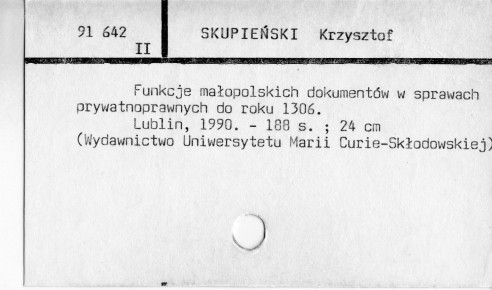 91 642
II
SKUPIEŃSKI Krzysztof
Funkcje małopolskich dokumentów w sprawach
prywatnoprawnych do roku 1306.
Lublin, 1990. - 188 s. ; 24 cm
(Wydawnictwo Uniwersytetu Marii Curie-Skłodowskiej)